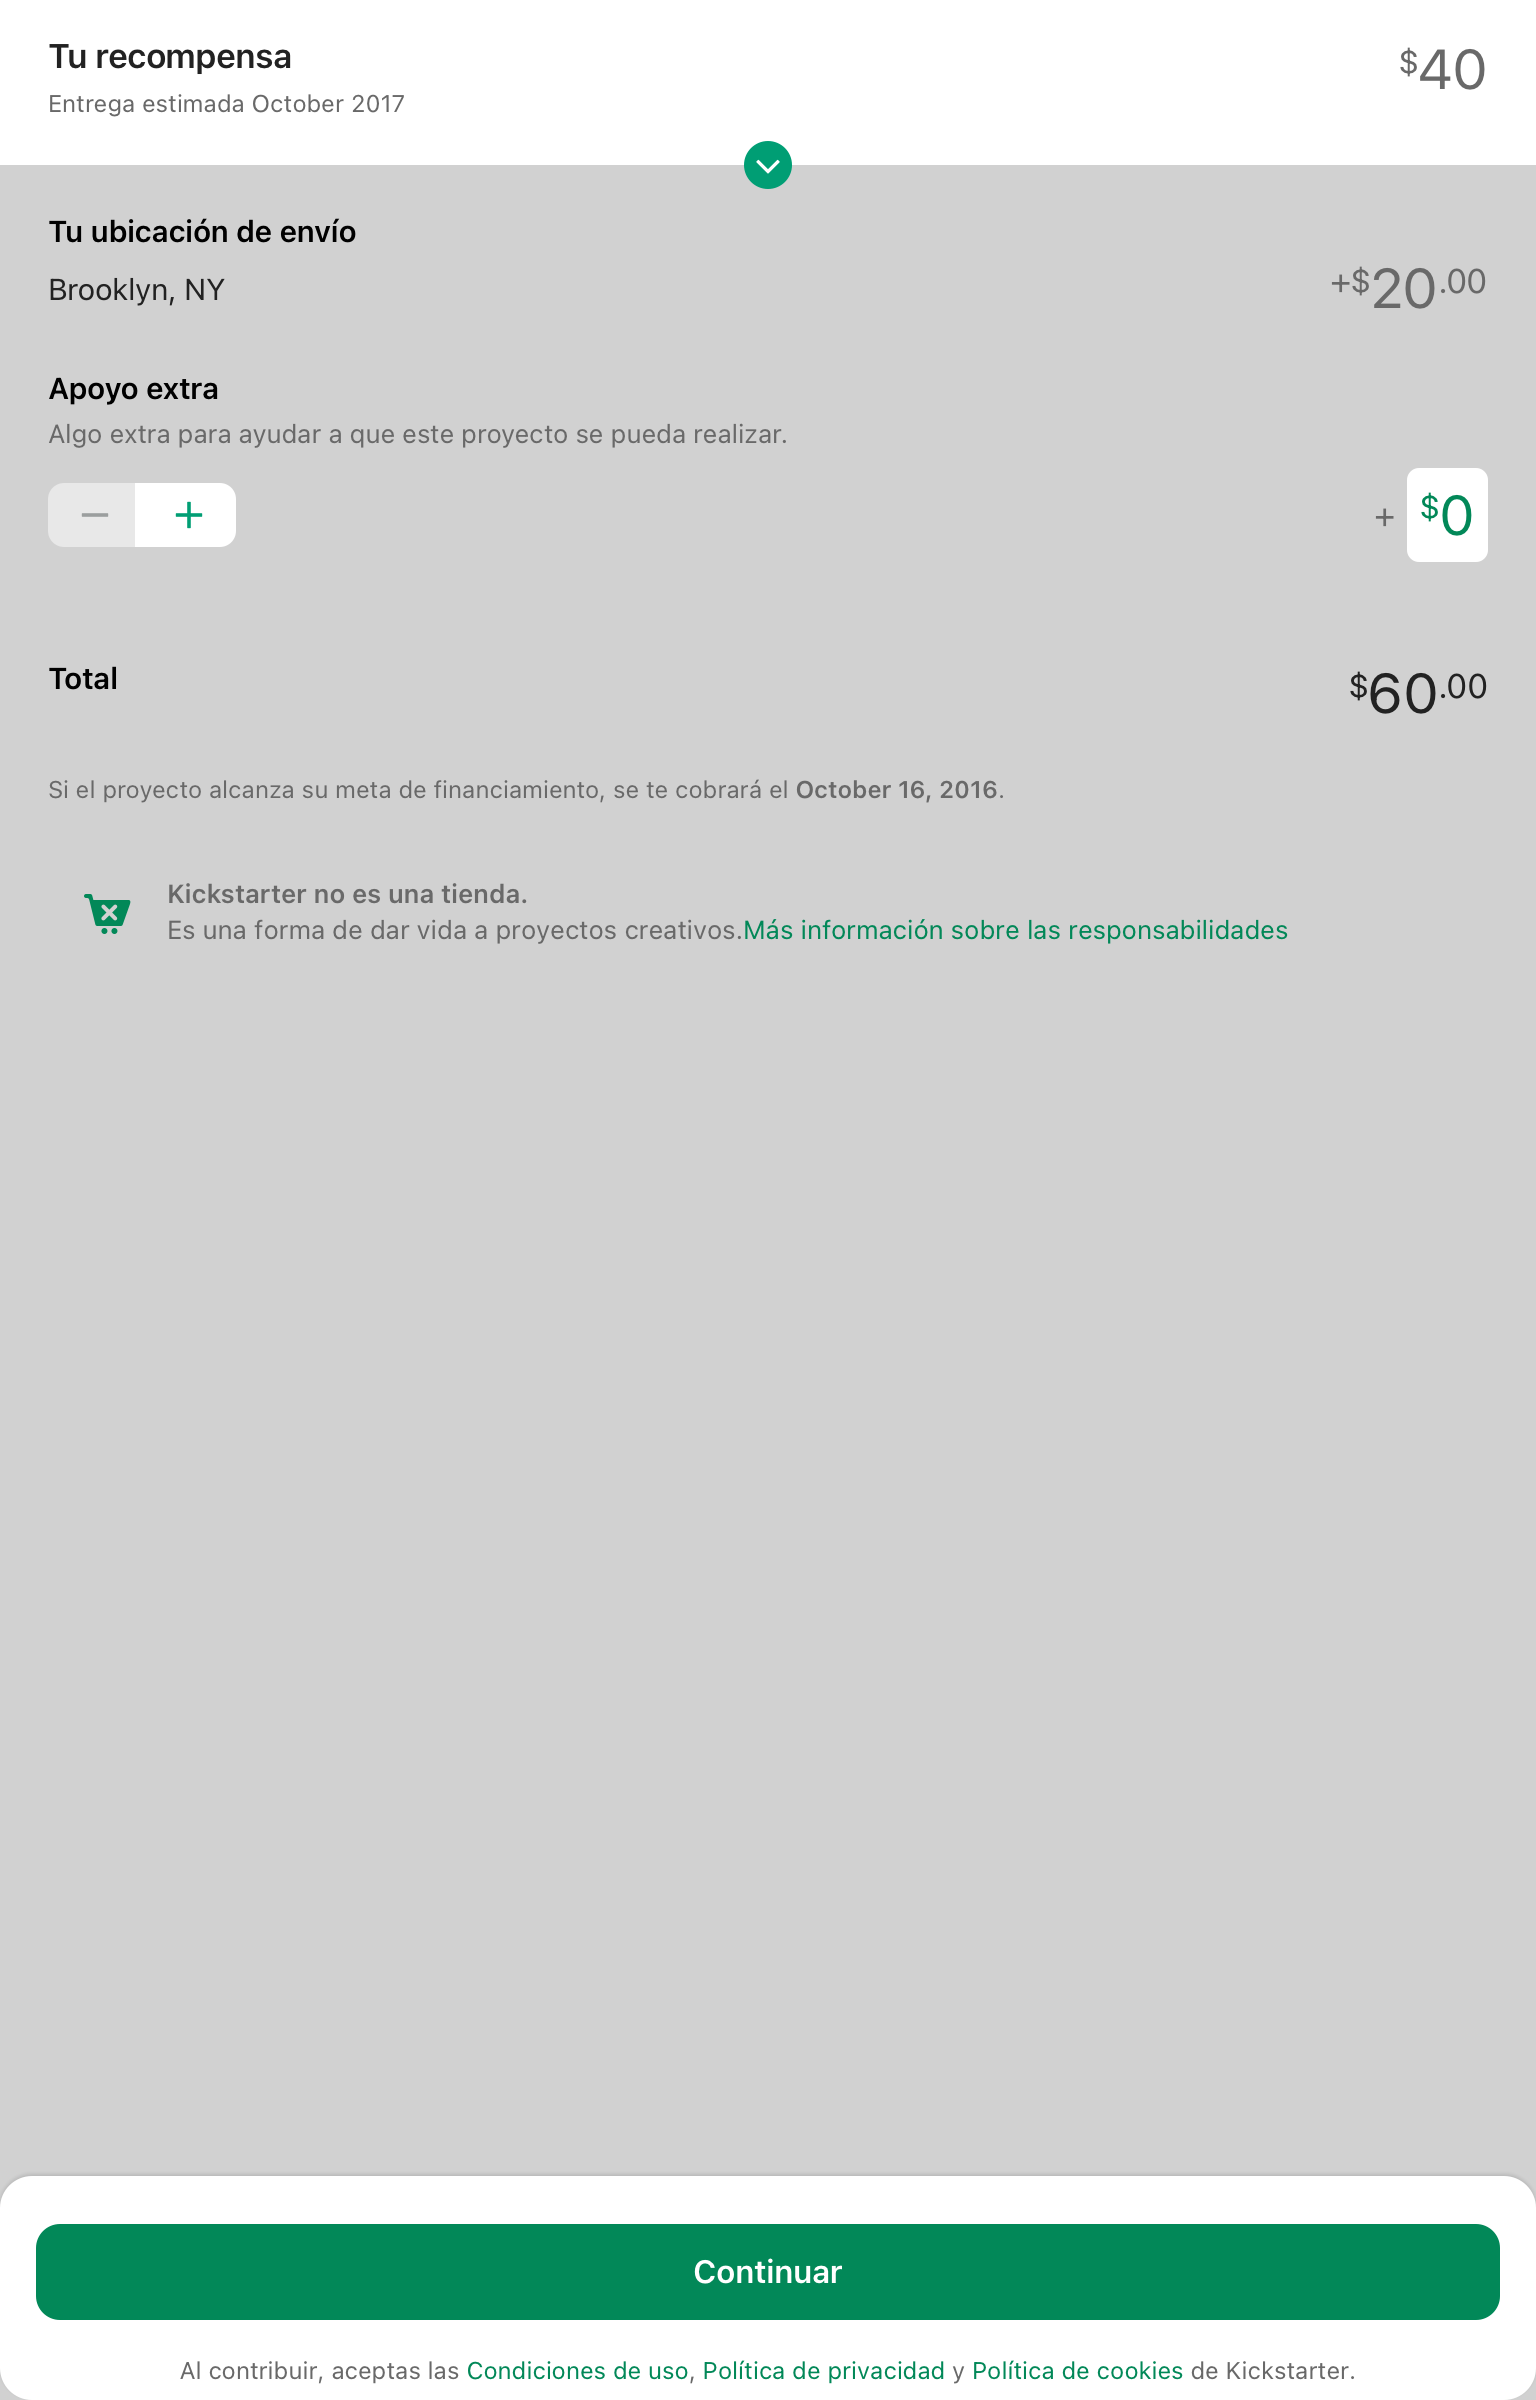 Tu recompensa
$40
Entrega estimada October 2017
Tu ubicación de envío
Brooklyn, NY
+$20.00
Apoyo extra
Algo extra para ayudar a que este proyecto se pueda realizar.
− +
+ $0
Total
$60.00
Si el proyecto alcanza su meta de financiamiento, se te cobrará el October 16, 2016.
Kickstarter no es una tienda.
Es una forma de dar vida a proyectos creativos.Más información sobre las responsabilidades
Continuar
Al contribuir, aceptas las Condiciones de uso, Política de privacidad y Política de cookies de Kickstarter.